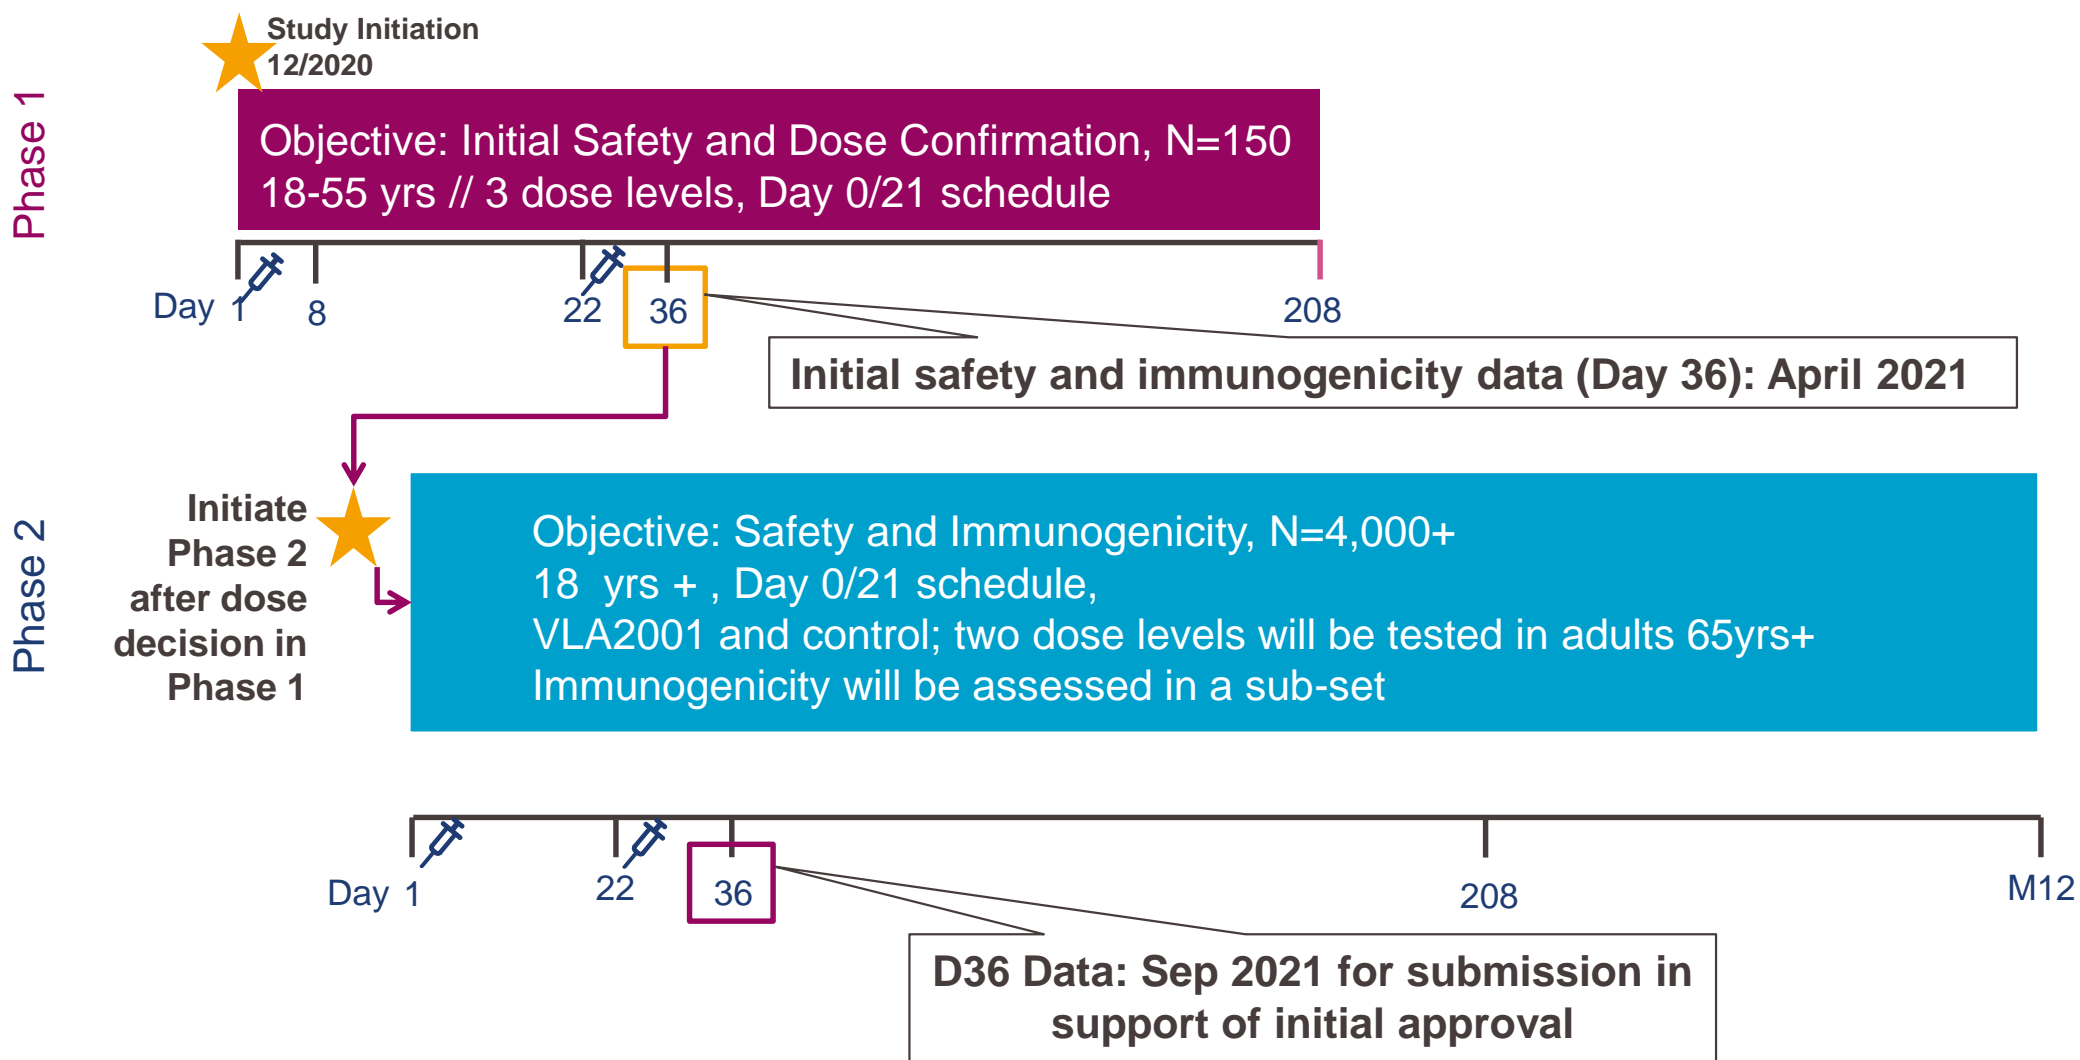 Study Initiation
12/2020
Phase 1
Objective: Initial Safety and Dose Confirmation, N=150
18-55 yrs // 3 dose levels, Day 0/21 schedule
Day 1 8 22 36 208
Initial safety and immunogenicity data (Day 36): April 2021
Phase 2
Initiate
Phase 2
after dose
decision in
Phase 1
Objective: Safety and Immunogenicity, N=4,000+
18 yrs + , Day 0/21 schedule,
VLA2001 and control; two dose levels will be tested in adults 65yrs+
Immunogenicity will be assessed in a sub-set
Day 1 22 36 208 M12
D36 Data: Sep 2021 for submission in
support of initial approval